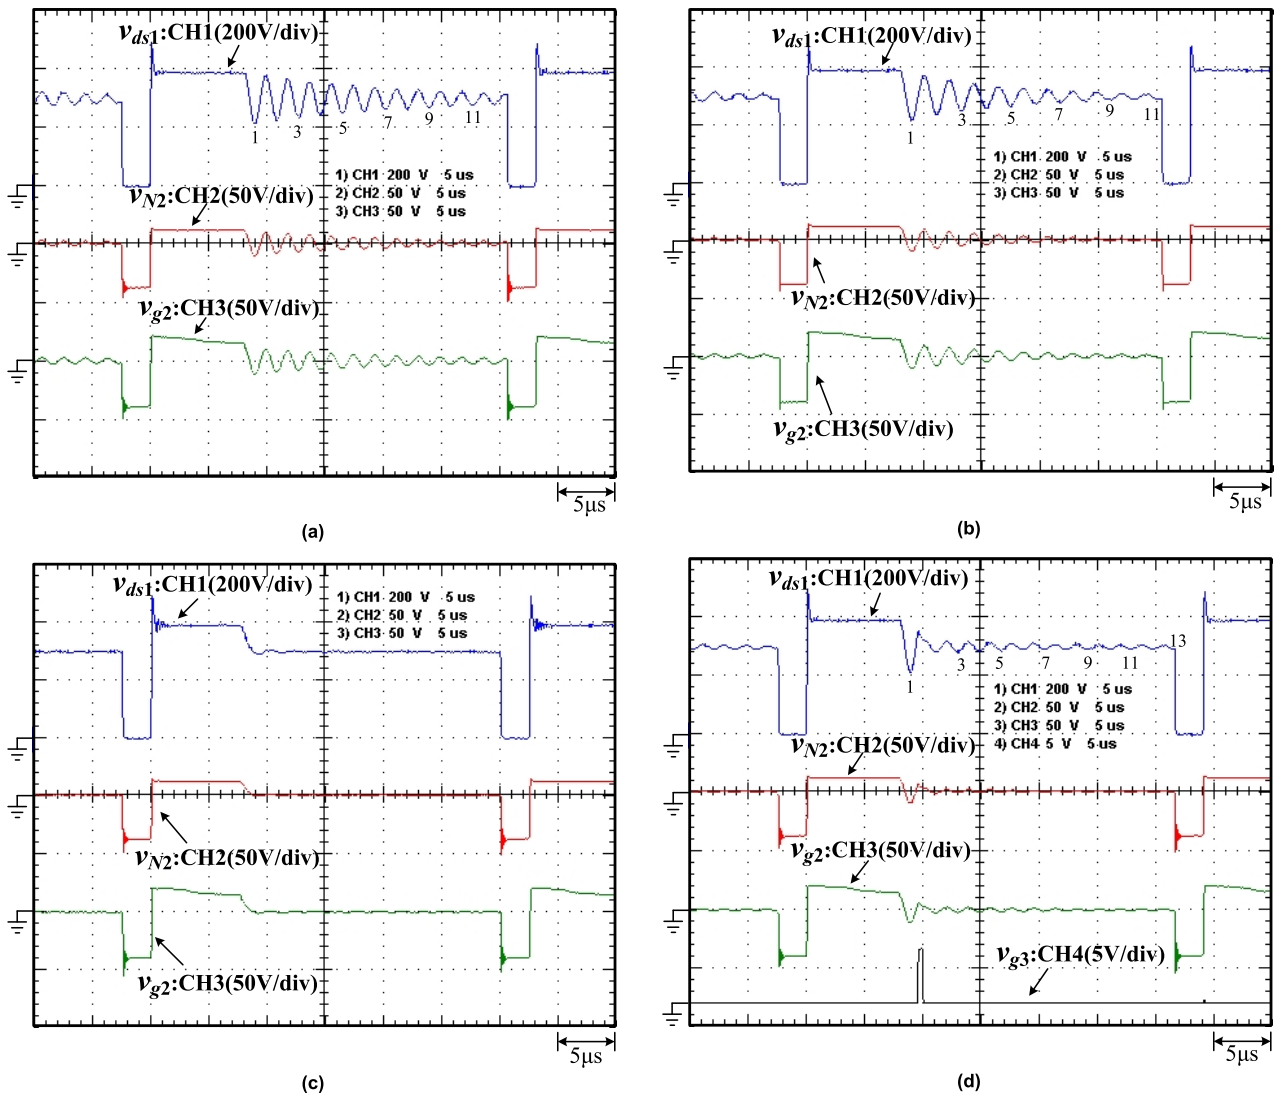 vds1:CH1(200V/div)
1
3
5
7
9
11
1) CH1 200 V 5 us
2) CH2 50 V 5 us
3) CH3 50 V 5 us
vN2:CH2(50V/div)
vg2:CH3(50V/div)
5μs
(a)
vds1:CH1(200V/div)
1
3
5
7
9
11
1) CH1 200 V 5 us
2) CH2 50 V 5 us
3) CH3 50 V 5 us
vN2:CH2(50V/div)
vg2:CH3(50V/div)
5μs
(b)
vds1:CH1(200V/div)
1) CH1 200 V 5 us
2) CH2 50 V 5 us
3) CH3 50 V 5 us
vN2:CH2(50V/div)
vg2:CH3(50V/div)
5μs
(c)
vds1:CH1(200V/div)
1
3
5
7
9
11
13
1) CH1 200 V 5 us
2) CH2 50 V 5 us
3) CH3 50 V 5 us
4) CH4 5 V 5 us
vN2:CH2(50V/div)
vg2:CH3(50V/div)
vg3:CH4(5V/div)
5μs
(d)